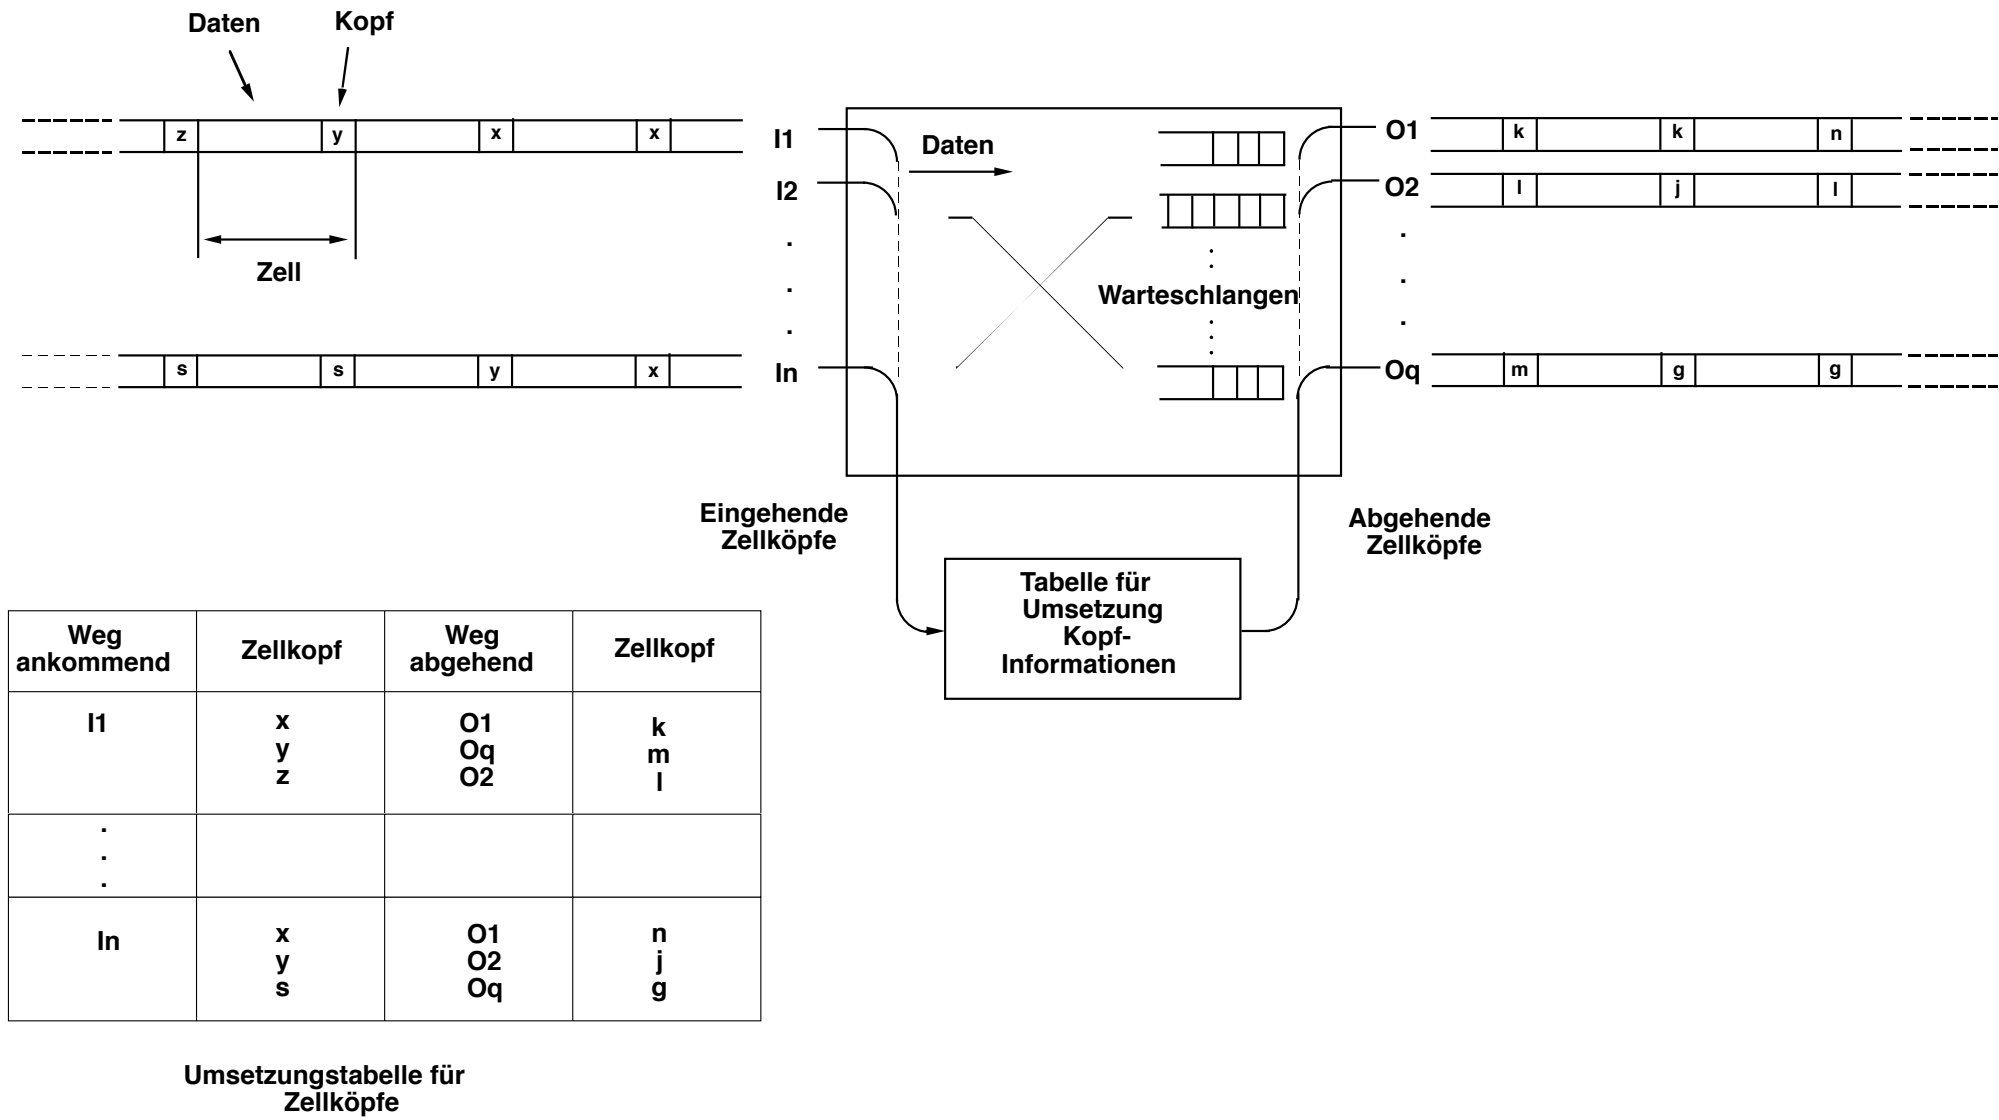 Daten
Kopf
z y x x
Zell
s s y x
I1
I2
.
.
.
In
Daten
Warteschlangen
O1
O2
.
.
.
Oq
k k n
l j l
m g g
Eingehende
Zellköpfe
Abgehende
Zellköpfe
Tabelle für
Umsetzung
Kopf-
Informationen
Weg
ankommend
Zellkopf
Weg
abgehend
Zellkopf
I1 x O1 k
y Oq m
z O2 l
.
.
.
In x O1 n
y O2 j
s Oq g
Umsetzungstabelle für
Zellköpfe